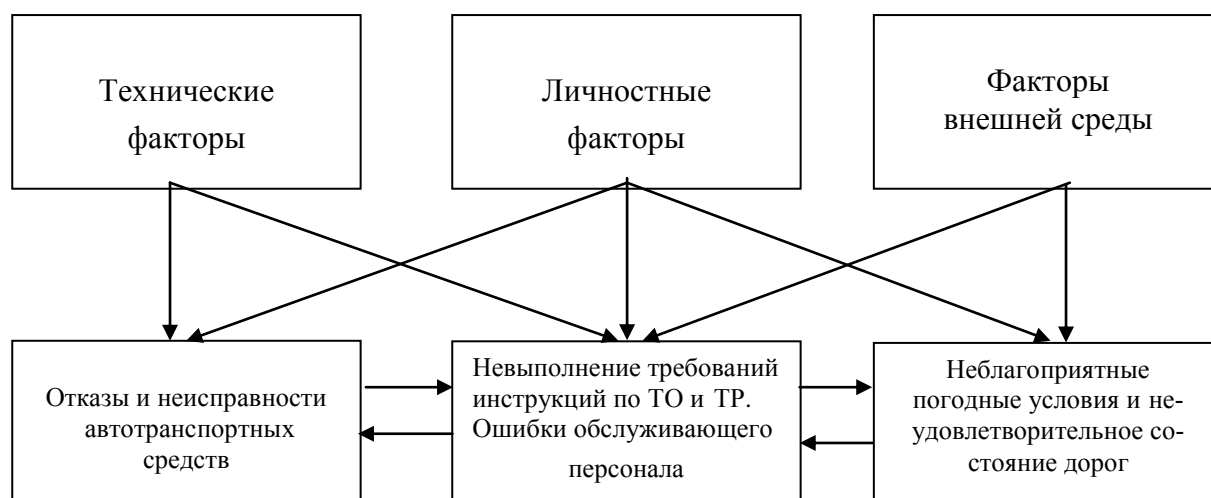 Технические
факторы
Личностные
факторы
Факторы
внешней среды
Отказы и неисправности
автотранспортных
средств
Невыполнение требований
инструкций по ТО и ТР.
Ошибки обслуживающего
персонала
Неблагоприятные
погодные условия и не-
удовлетворительное со-
стояние дорог